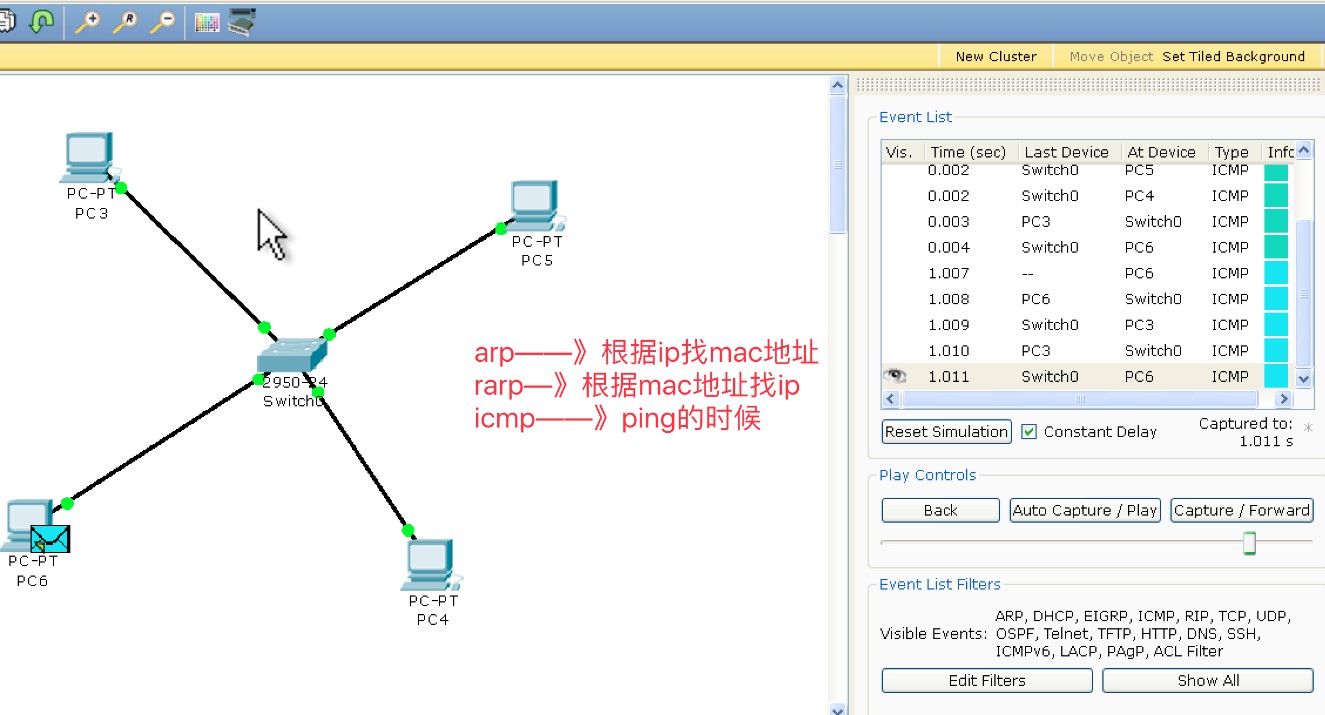 New Cluster Move Object Set Tiled Background
PC-PT
PC3
PC-PT
PC5
2950-24
Switch0
PC-PT
PC6
PC-PT
PC4
arp——》根据ip找mac地址
rarp—》根据mac地址找ip
icmp——》ping的时候
Event List
Vis. Time (sec) Last Device At Device Type Info
0.002 Switch0 PC5 ICMP
0.002 Switch0 PC4 ICMP
0.003 PC3 Switch0 ICMP
0.004 Switch0 PC6 ICMP
1.007 -- PC6 ICMP
1.008 PC6 Switch0 ICMP
1.009 Switch0 PC3 ICMP
1.010 PC3 Switch0 ICMP
1.011 Switch0 PC6 ICMP
Reset Simulation Constant Delay Captured to: *
1.011 s
Play Controls
Back Auto Capture / Play Capture / Forward
Event List Filters
Visible Events: ARP, DHCP, EIGRP, ICMP, RIP, TCP, UDP,
OSPF, Telnet, TFTP, HTTP, DNS, SSH,
ICMPv6, LACP, PAgP, ACL Filter
Edit Filters Show All